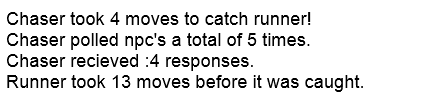 Chaser took 4 moves to catch runner!
Chaser polled npc's a total of 5 times.
Chaser recieved :4 responses.
Runner took 13 moves before it was caught.